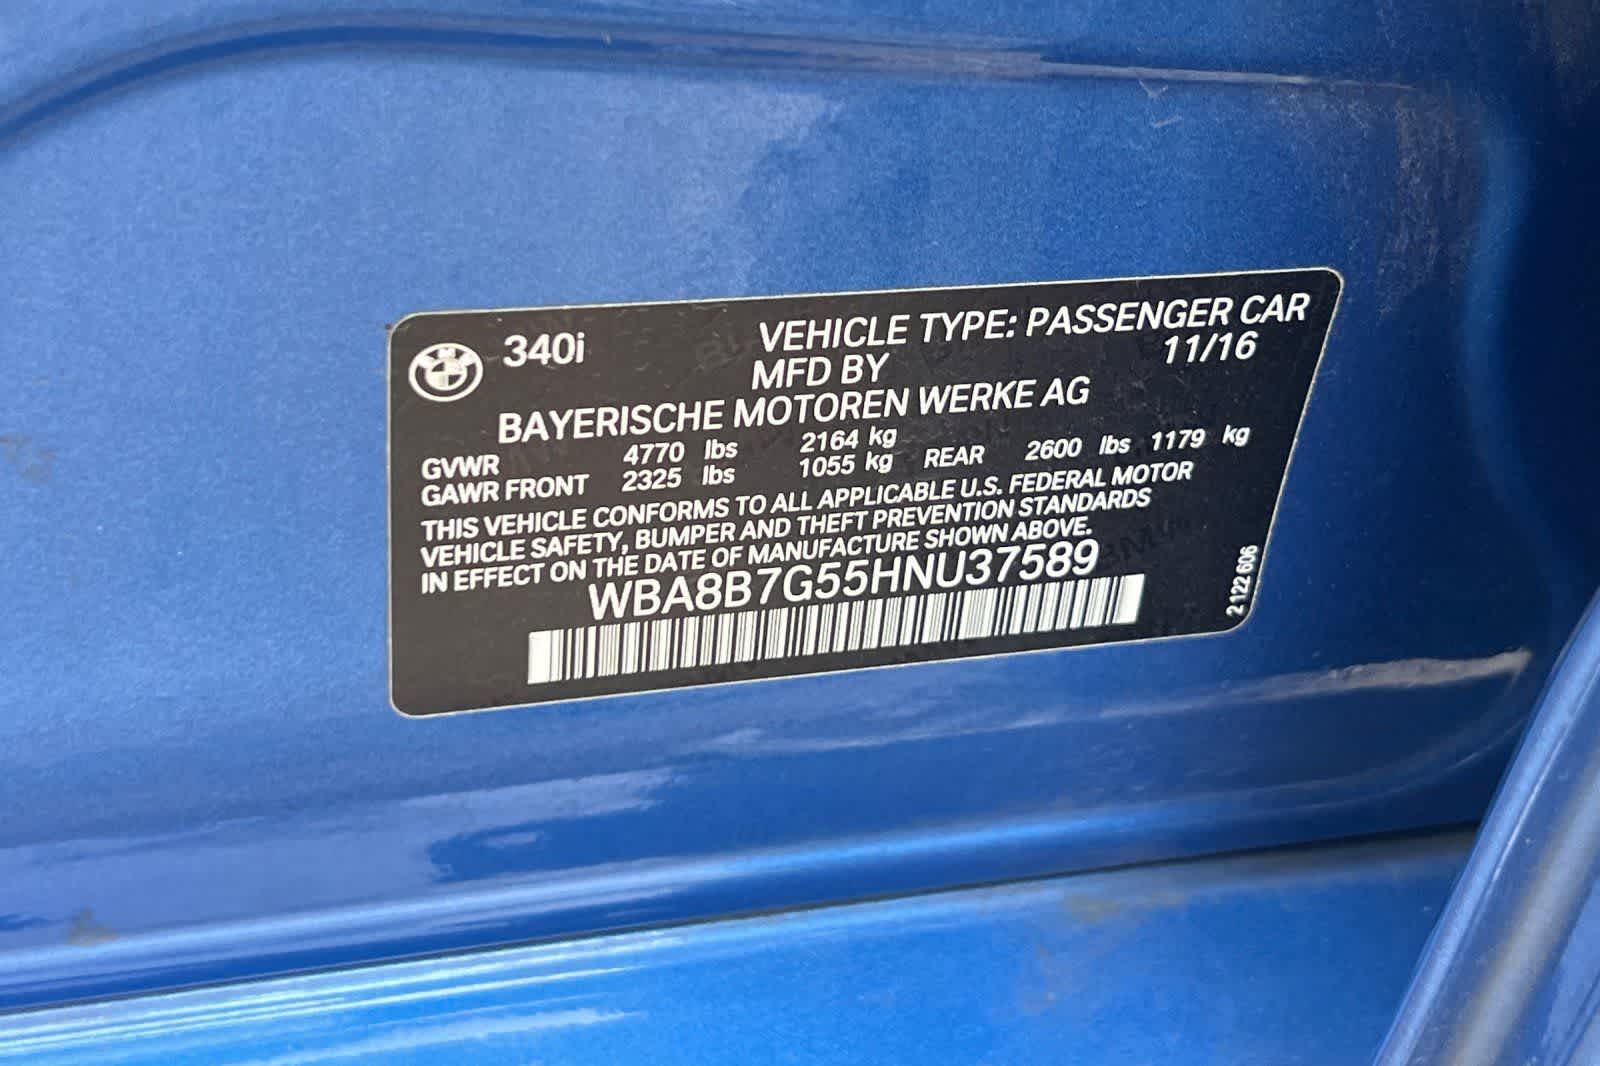 340i VEHICLE TYPE: PASSENGER CAR
MFD BY 11/16
BAYERISCHE MOTOREN WERKE AG
GVWR 4770 lbs 2164 kg
GAWR FRONT 2325 lbs 1055 kg REAR 2600 lbs 1179 kg
THIS VEHICLE CONFORMS TO ALL APPLICABLE U.S. FEDERAL MOTOR
VEHICLE SAFETY, BUMPER AND THEFT PREVENTION STANDARDS
IN EFFECT ON THE DATE OF MANUFACTURE SHOWN ABOVE.
WBA8B7G55HNU37589
2 122 606